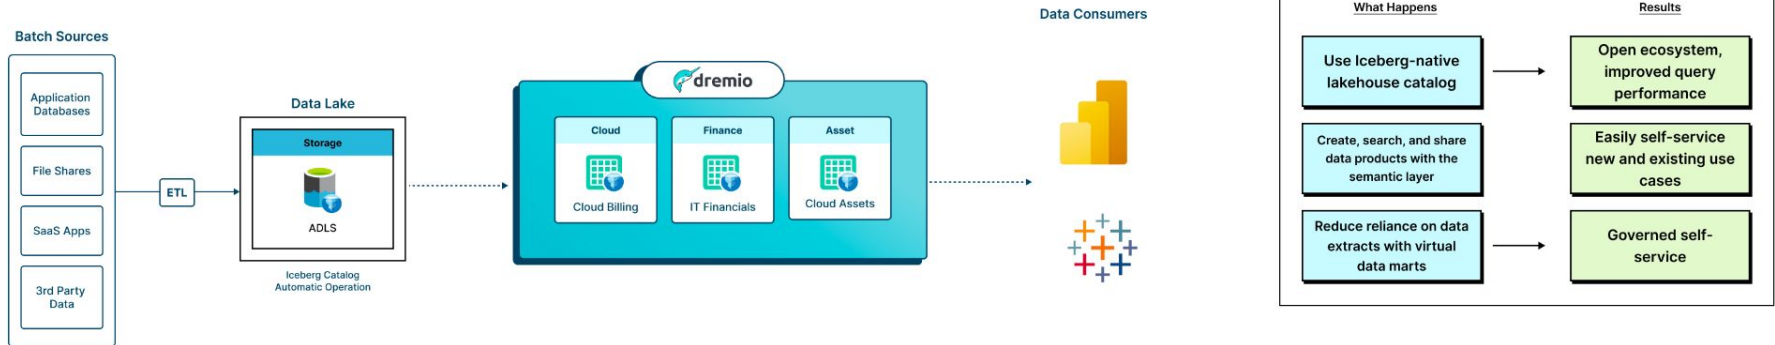 Batch Sources
Application
Databases
File Shares
SaaS Apps
3rd Party
Data
ETL
Data Lake
Storage
ADLS
Iceberg Catalog
Automatic Operation
dremio
Cloud
Cloud Billing
Finance
IT Financials
Asset
Cloud Assets
Data Consumers
What Happens
Results
Use Iceberg-native
lakehouse catalog
Open ecosystem,
improved query
performance
Create, search, and share
data products with the
semantic layer
Easily self-service
new and existing use
cases
Reduce reliance on data
extracts with virtual
data marts
Governed self-
service